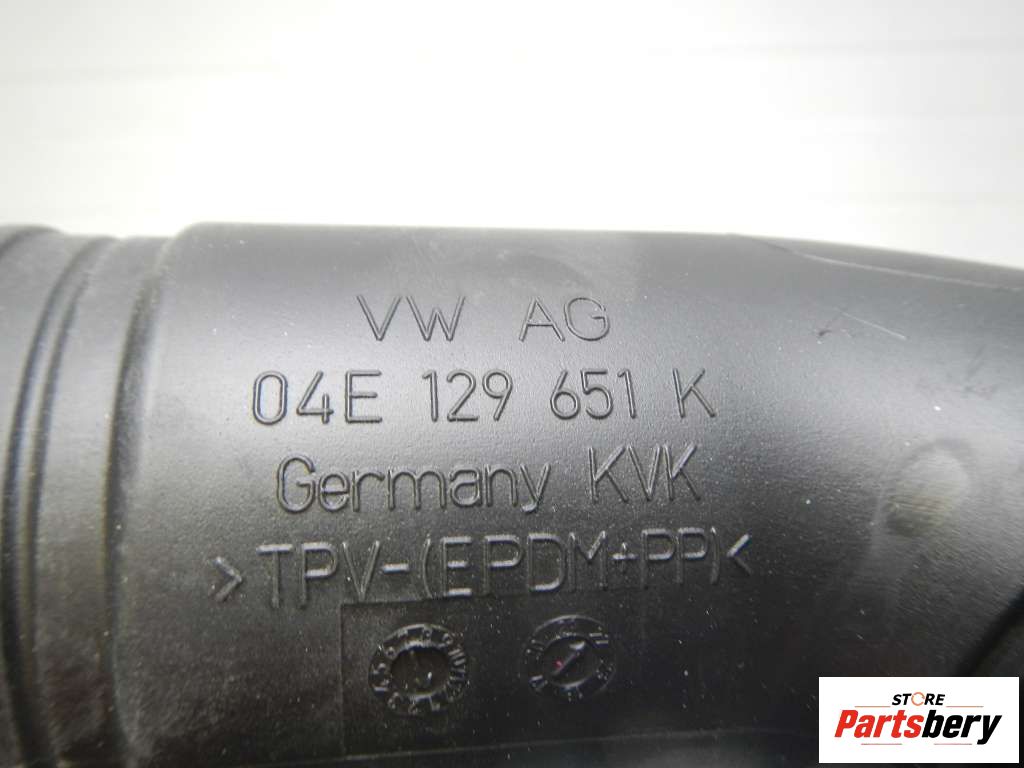 VW AG
04E 129 651 K
Germany KVK
>TPV-(EPDM+PP)<
STORE
Partsbery